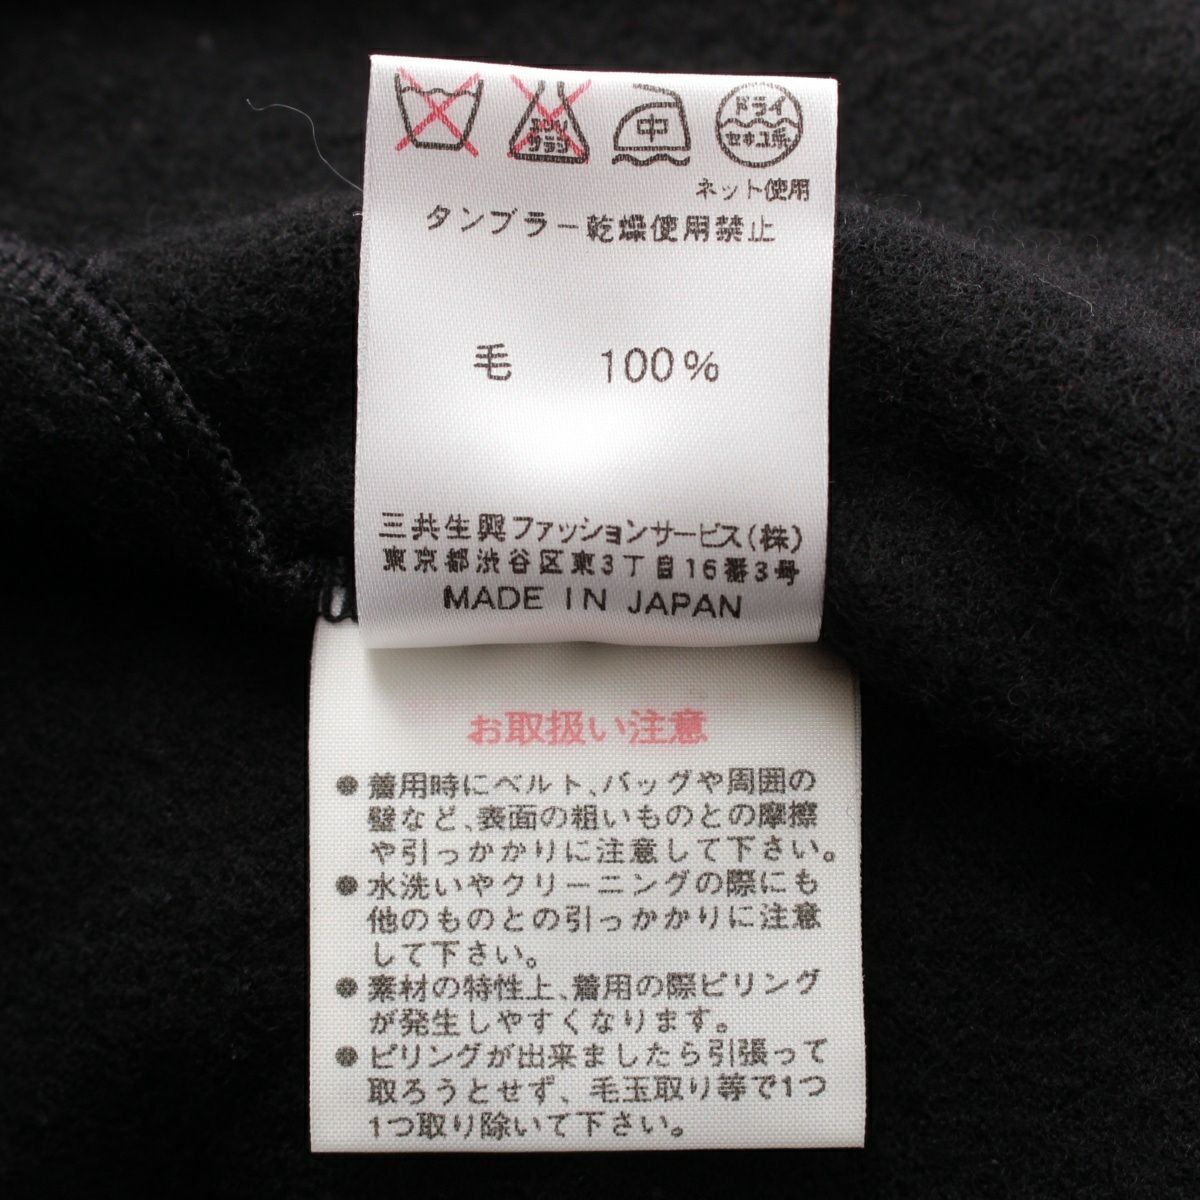 エンソ
サラシ
中
ドライ
セキユ系
ネット使用
タンブラー乾燥使用禁止
毛 100%
三共生興ファッションサービス(株)
東京都渋谷区東3丁目16番3号
MADE IN JAPAN
お取扱い注意
●着用時にベルト、バッグや周囲の
壁など、表面の粗いものとの摩擦
や引っかかりに注意して下さい。
●水洗いやクリーニングの際にも
他のものとの引っかかりに注意
して下さい。
●素材の特性上、着用の際ピリング
が発生しやすくなります。
●ピリングが出来ましたら引張って
取ろうとせず、毛玉取り等で1つ
1つ取り除いて下さい。